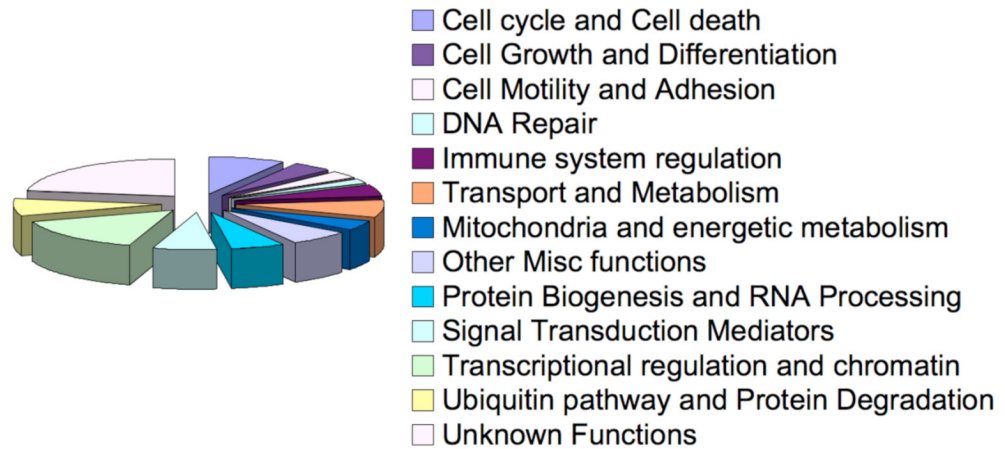 Cell cycle and Cell death
Cell Growth and Differentiation
Cell Motility and Adhesion
DNA Repair
Immune system regulation
Transport and Metabolism
Mitochondria and energetic metabolism
Other Misc functions
Protein Biogenesis and RNA Processing
Signal Transduction Mediators
Transcriptional regulation and chromatin
Ubiquitin pathway and Protein Degradation
Unknown Functions